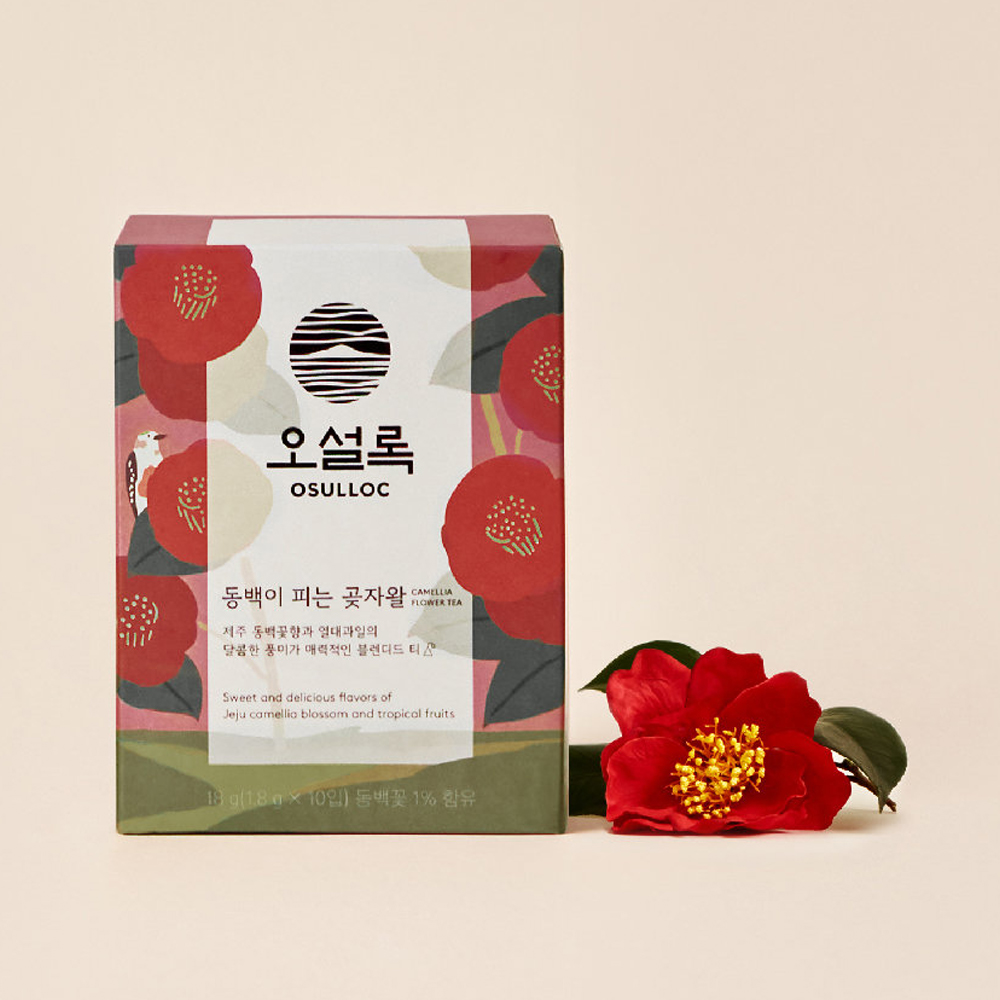 오설록
OSULLOC
동백이 피는 곶자왈 CAMELLIA
FLOWER TEA
제주 동백꽃향과 열대과일의
달콤한 풍미가 매력적인 블렌디드 티
Sweet and delicious flavors of
Jeju camellia blossom and tropical fruits
18 g(1.8 g × 10입) 동백꽃 1% 함유